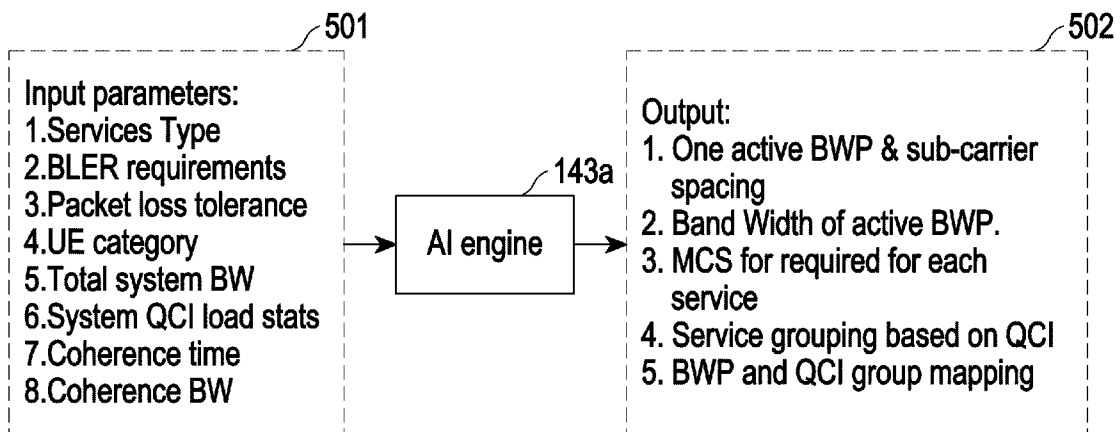 501
Input parameters:
1.Services Type
2.BLER requirements
3.Packet loss tolerance
4.UE category
5.Total system BW
6.System QCI load stats
7.Coherence time
8.Coherence BW
143a
AI engine
502
Output:
1. One active BWP & sub-carrier
spacing
2. Band Width of active BWP.
3. MCS for required for each
service
4. Service grouping based on QCI
5. BWP and QCI group mapping